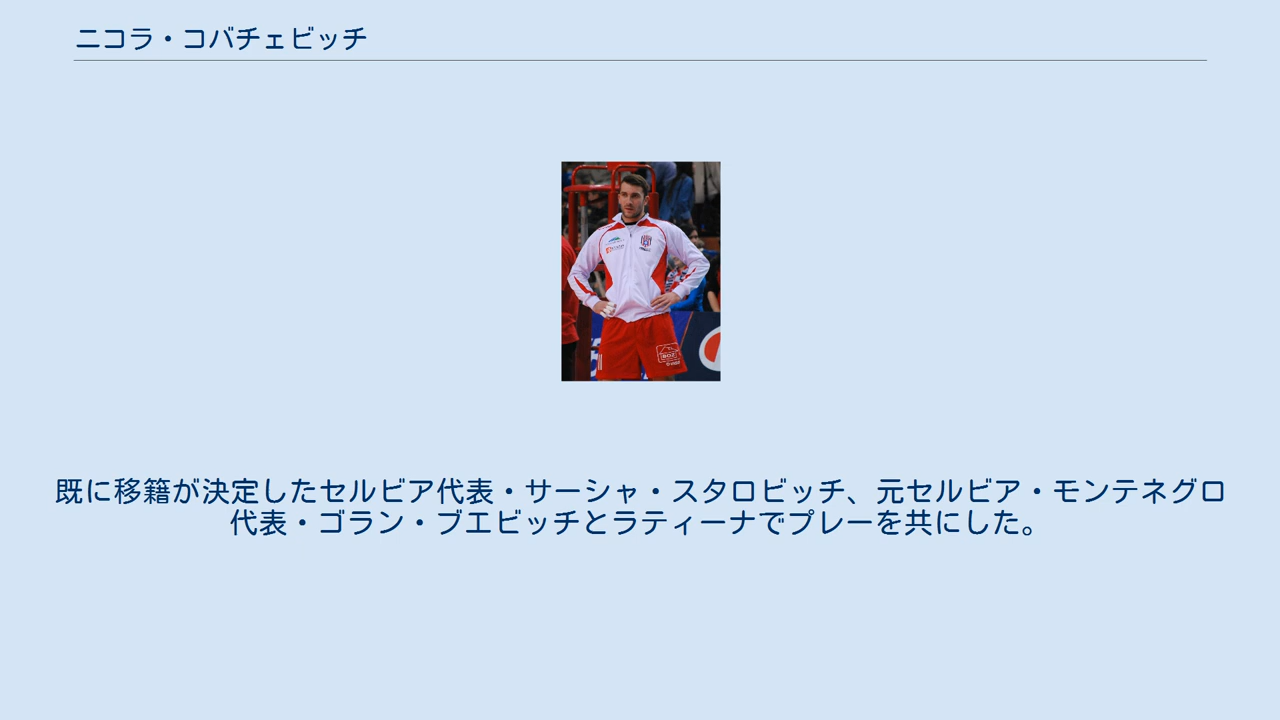 ニコラ・コバチェビッチ
既に移籍が決定したセルビア代表・サーシャ・スタロビッチ、元セルビア・モンテネグロ
代表・ゴラン・ブエビッチとラティーナでプレーを共にした。